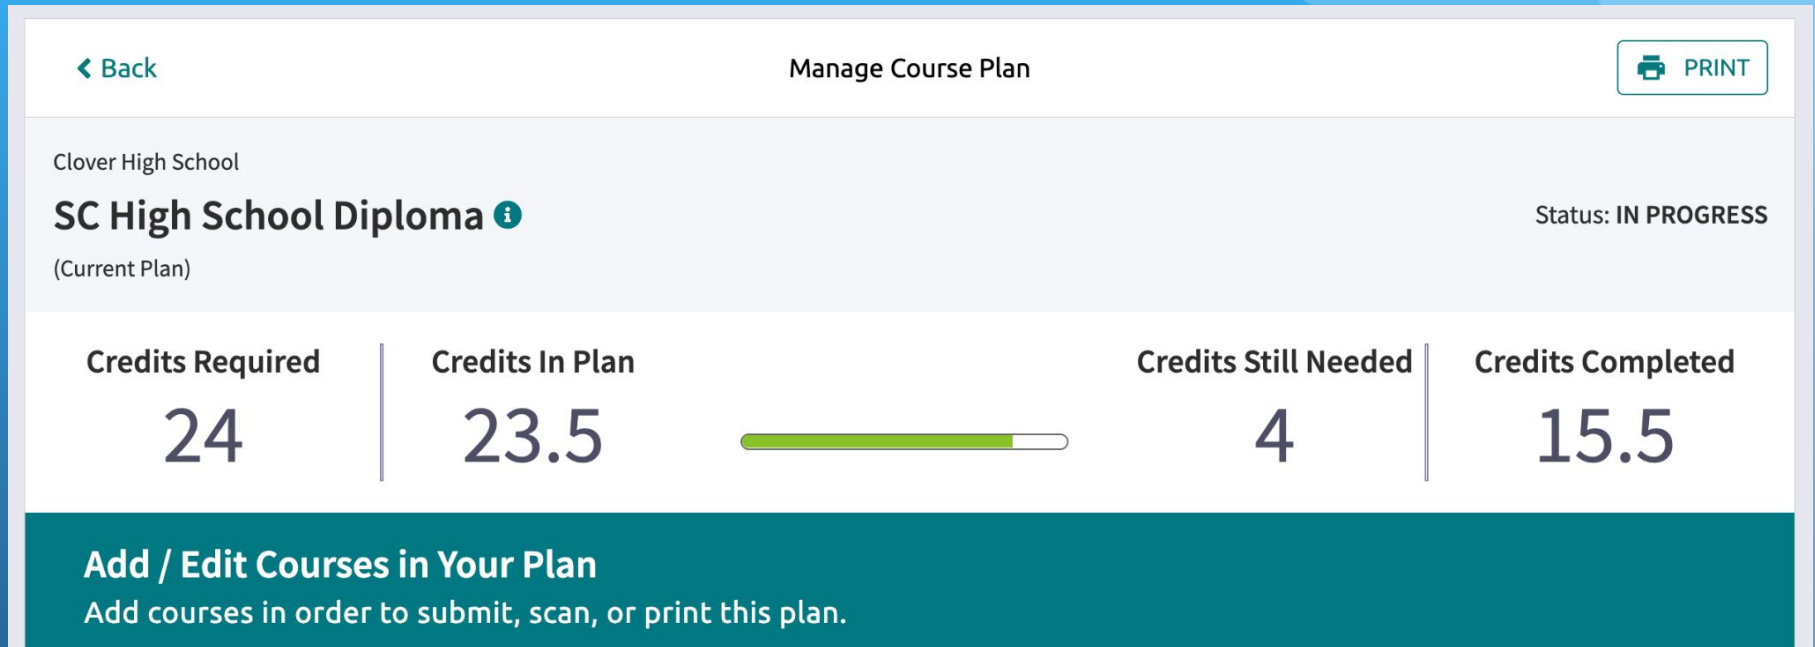 Back
Manage Course Plan
PRINT
Clover High School
SC High School Diploma
Status: IN PROGRESS
(Current Plan)
Credits Required
24
Credits In Plan
23.5
Credits Still Needed
4
Credits Completed
15.5
Add / Edit Courses in Your Plan
Add courses in order to submit, scan, or print this plan.